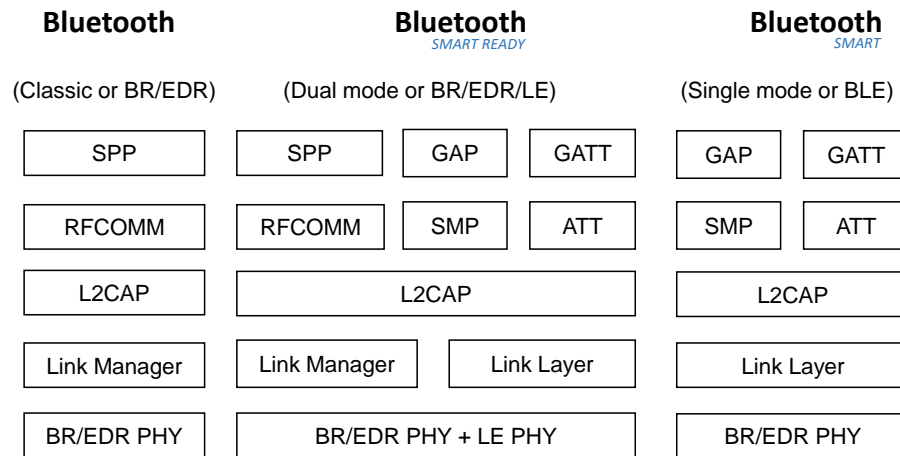 Bluetooth Bluetooth Bluetooth
SMART READY SMART
(Classic or BR/EDR) (Dual mode or BR/EDR/LE) (Single mode or BLE)
SPP SPP GAP GATT GAP GATT
RFCOMM RFCOMM SMP ATT SMP ATT
L2CAP L2CAP L2CAP
Link Manager Link Manager Link Layer Link Layer
BR/EDR PHY BR/EDR PHY + LE PHY BR/EDR PHY